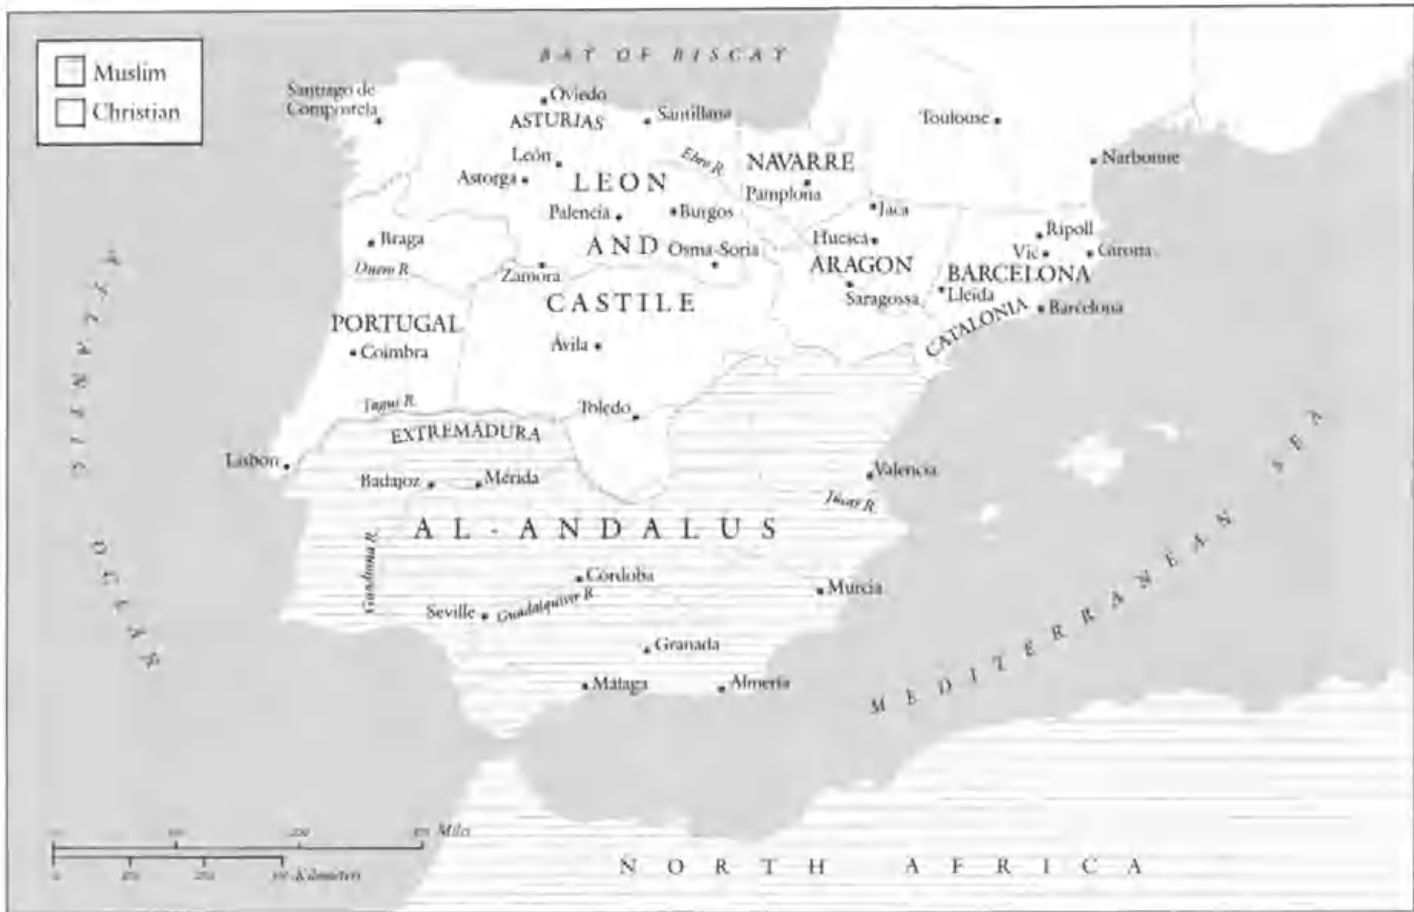 Muslim
Christian
BAY OF BISCAY
Santiago de
Compostela
Oviedo
ASTURIAS
Santillana
Toulouse
Narbonne
León
Astorga
LEON
Ebro R.
NAVARRE
Pamplona
Jaca
Palencia
Burgos
Braga
AND
Osma-Soria
Huesca
Ripoll
Vic
Girona
Duero R.
Zamora
ARAGON
BARCELONA
Saragossa
Lleida
CASTILE
CATALONIA
Barcelona
PORTUGAL
Coimbra
Ávila
Tagus R.
Toledo
EXTREMADURA
Lisbon
Badajoz
Mérida
Valencia
Júcar R.
AL-ANDALUS
ATLANTIC OCEAN
Guadiana R.
Córdoba
Murcia
Seville
Guadalquivir R.
Granada
Málaga
Almería
MEDITERRANEAN SEA
200
Miles
Kilometers
NORTH AFRICA